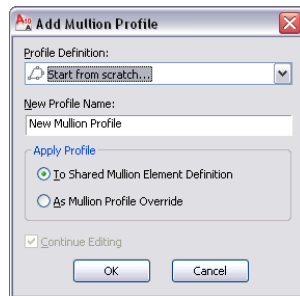 Add Mullion Profile
Profile Definition:
Start from scratch...
New Profile Name:
New Mullion Profile
Apply Profile
To Shared Mullion Element Definition
As Mullion Profile Override
Continue Editing
OK
Cancel